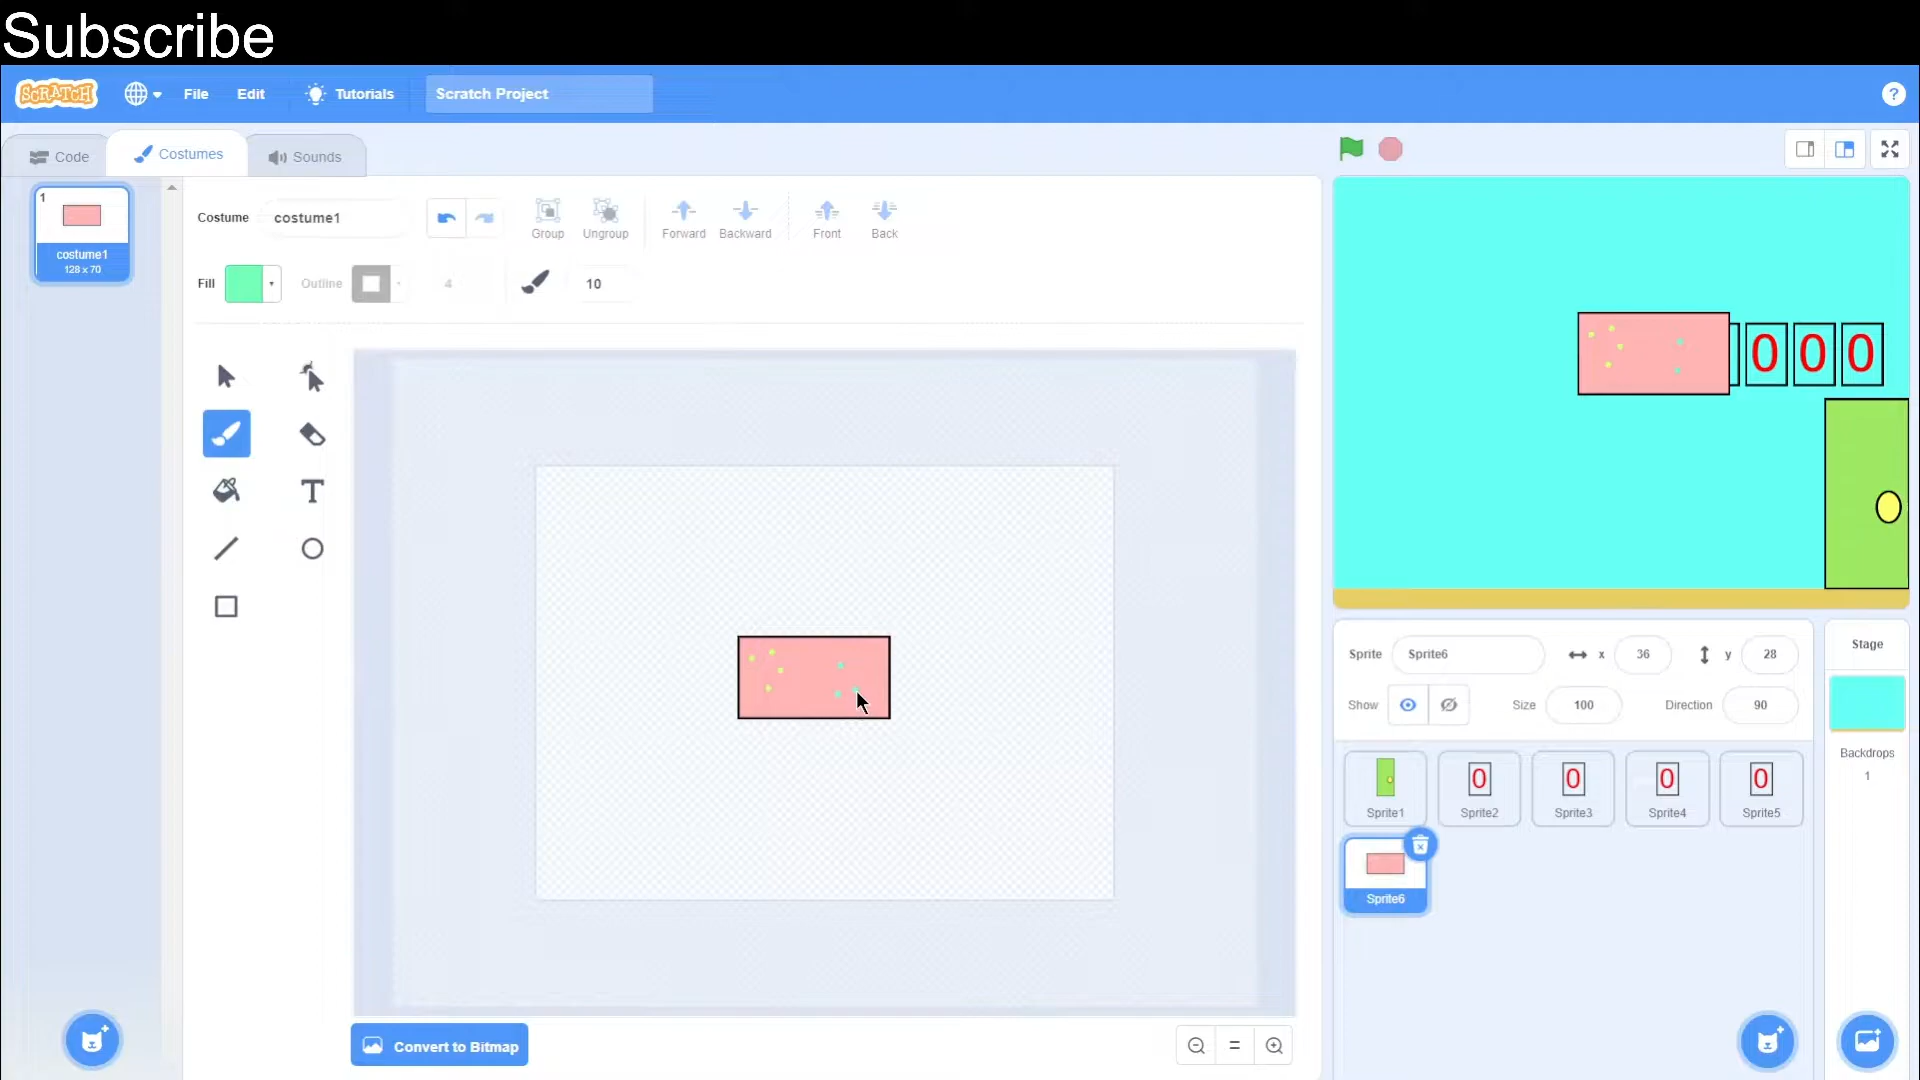 Subscribe
SCRATCH
File
Edit
Tutorials
Scratch Project
?
Code
Costumes
Sounds
1
costume1
128 x 70
Costume
costume1
Group
Ungroup
Forward
Backward
Front
Back
Fill
Outline
4
10
T
Convert to Bitmap
0 0 0
Sprite
Sprite6
x
36
y
28
Show
Size
100
Direction
90
0
0
0
0
Sprite1
Sprite2
Sprite3
Sprite4
Sprite5
Sprite6
Stage
Backdrops
1